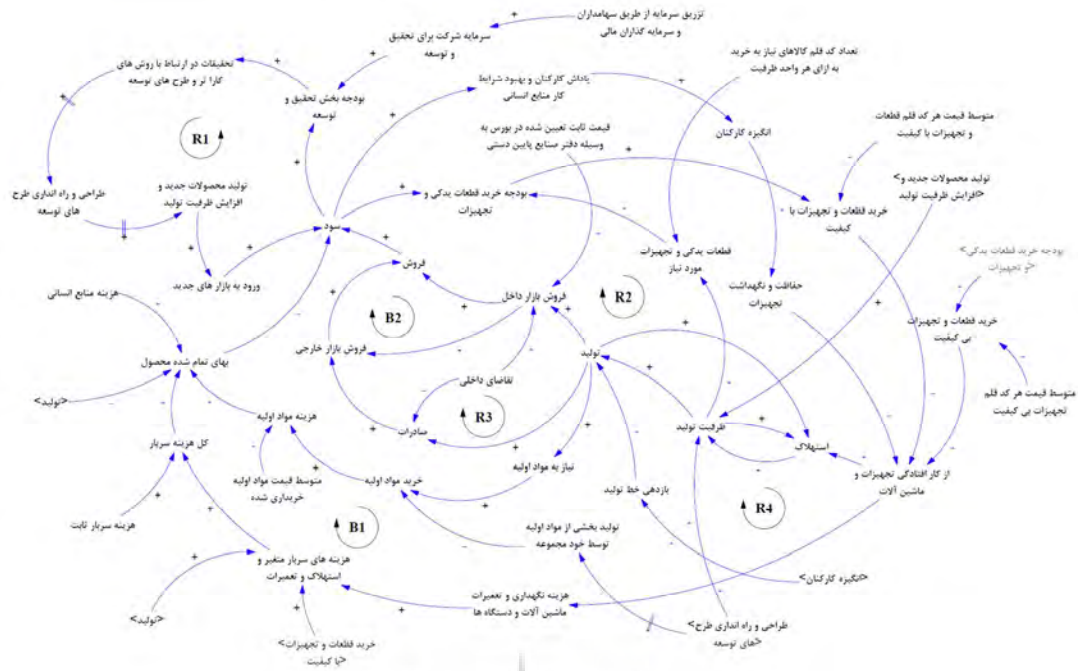 تزریق سرمایه از طریق سهامداران
و سرمایه گذاران مالی
سرمایه شرکت برای تحقیق
و توسعه
تعداد کد قلم کالاهای نیاز به خرید
به ازای هر واحد ظرفیت
تحقیقات در ارتباط با روش های
کارا تر و طرح های توسعه
پاداش کارکنان و بهبود شرایط
کار منابع انسانی
بودجه بخش تحقیق و
توسعه
متوسط قیمت هر کد قلم قطعات
و تجهیزات با کیفیت
قیمت ثابت تعیین شده در بورس به
وسیله دفتر صنایع پایین دستی
انگیزه کارکنان
R1
تولید محصولات جدید و
افزایش ظرفیت تولید
<تولید محصولات جدید و
افزایش ظرفیت تولید>
طراحی و راه اندازی طرح
های توسعه
بودجه خرید قطعات یدکی و
تجهیزات
خرید قطعات و تجهیزات با
کیفیت
سود
قطعات یدکی و تجهیزات
مورد نیاز
<بودجه خرید قطعات یدکی
و تجهیزات>
فروش
ورود به بازار های جدید
حفاظت و نگهداشت
تجهیزات
هزینه منابع انسانی
فروش بازار داخل
R2
B2
خرید قطعات و تجهیزات
بی کیفیت
فروش بازار خارجی
تولید
بهای تمام شده محصول
تقاضای داخلی
متوسط قیمت هر کد قلم
تجهیزات بی کیفیت
<تولید>
R3
هزینه مواد اولیه
صادرات
ظرفیت تولید
کل هزینه سربار
استهلاک
نیاز به مواد اولیه
از کار افتادگی تجهیزات و
ماشین آلات
متوسط قیمت مواد اولیه
خریداری شده
خرید مواد اولیه
بازدهی خط تولید
R4
هزینه سربار ثابت
B1
تولید بخشی از مواد اولیه
توسط خود مجموعه
هزینه های سربار متغیر و
استهلاک و تعمیرات
<انگیزه کارکنان>
هزینه نگهداری و تعمیرات
ماشین آلات و دستگاه ها
<تولید>
<طراحی و راه اندازی طرح
های توسعه>
<خرید قطعات و تجهیزات
با کیفیت>